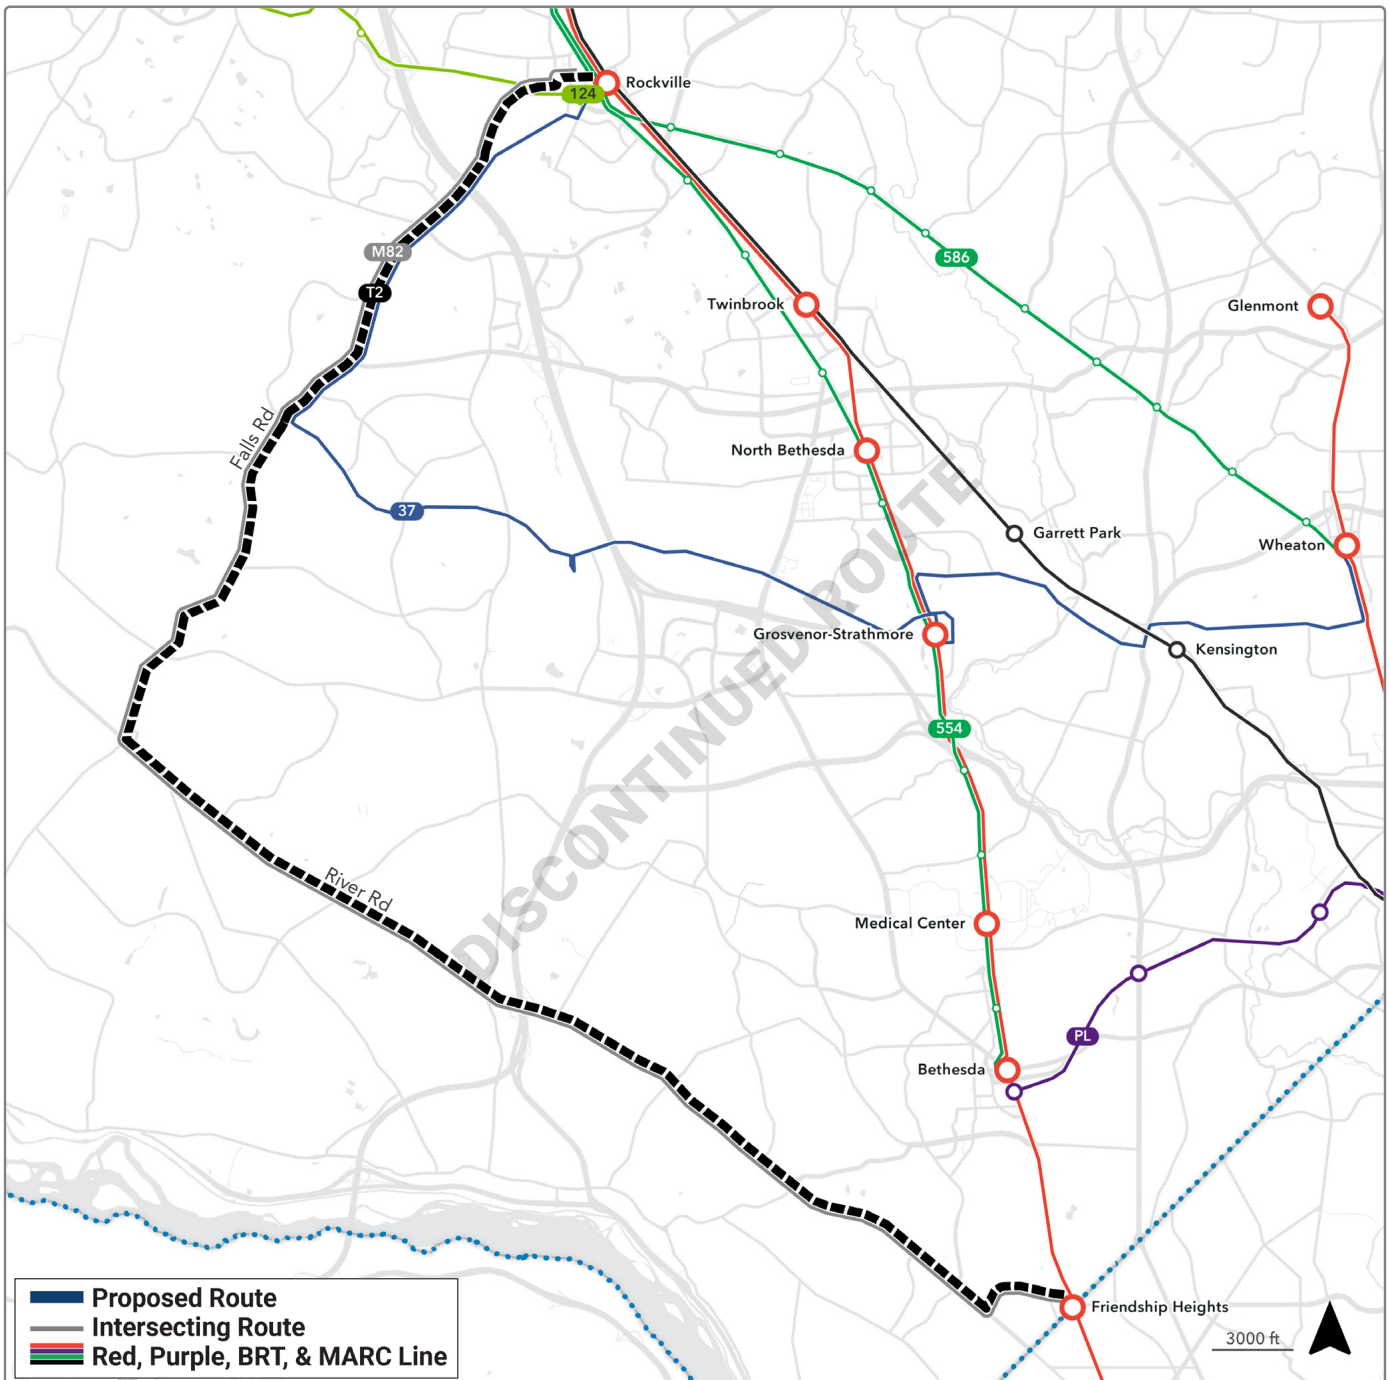 Rockville
124
586
M82
T2
Twinbrook
Glenmont
Falls Rd
North Bethesda
37
Garrett Park
Wheaton
Grosvenor-Strathmore
Kensington
554
DISCONTINUED ROUTE
River Rd
Medical Center
PL
Bethesda
Friendship Heights
Proposed Route
Intersecting Route
Red, Purple, BRT, & MARC Line
3000 ft